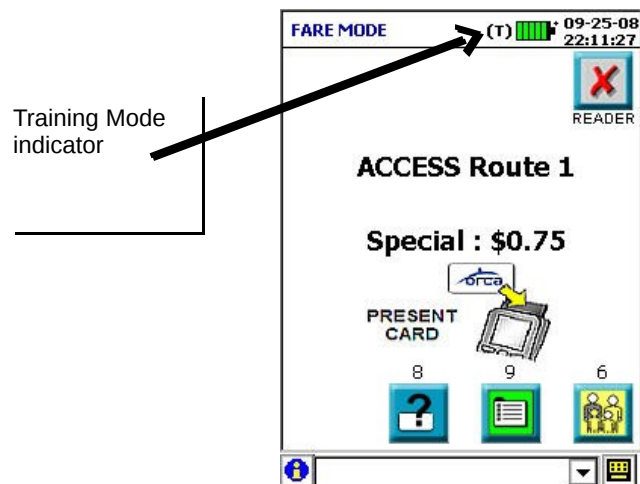 FARE MODE
(T)
09-25-08
22:11:27
READER
Training Mode
indicator
ACCESS Route 1
Special : $0.75
orca
PRESENT
CARD
8 9 6
?